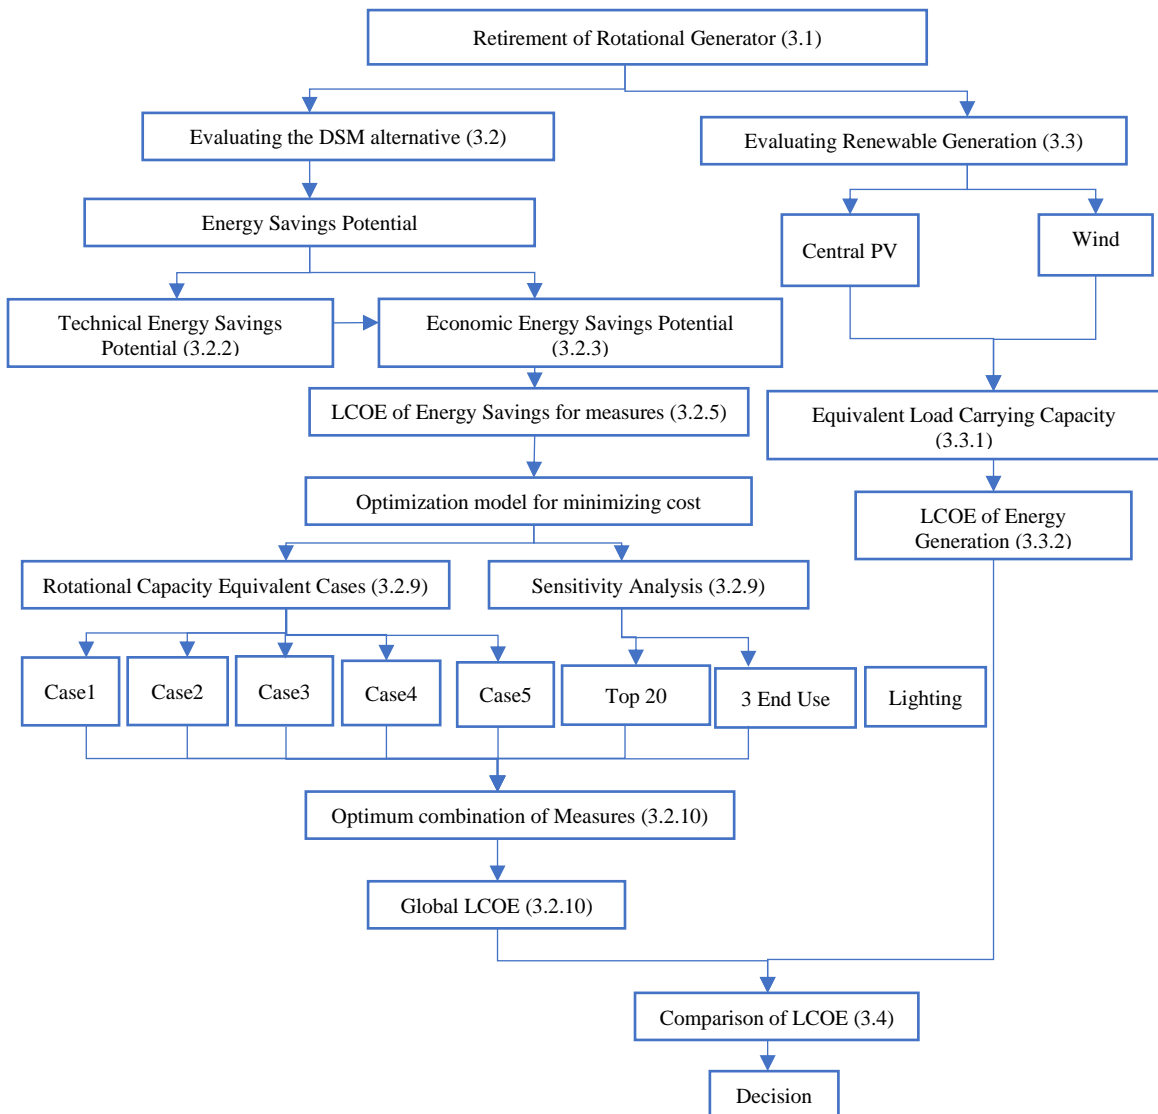 Retirement of Rotational Generator (3.1)
Evaluating the DSM alternative (3.2)
Evaluating Renewable Generation (3.3)
Energy Savings Potential
Central PV
Wind
Technical Energy Savings
Potential (3.2.2)
Economic Energy Savings Potential
(3.2.3)
LCOE of Energy Savings for measures (3.2.5)
Equivalent Load Carrying Capacity
(3.3.1)
Optimization model for minimizing cost
LCOE of Energy
Generation (3.3.2)
Rotational Capacity Equivalent Cases (3.2.9)
Sensitivity Analysis (3.2.9)
Case1
Case2
Case3
Case4
Case5
Top 20
3 End Use
Lighting
Optimum combination of Measures (3.2.10)
Global LCOE (3.2.10)
Comparison of LCOE (3.4)
Decision